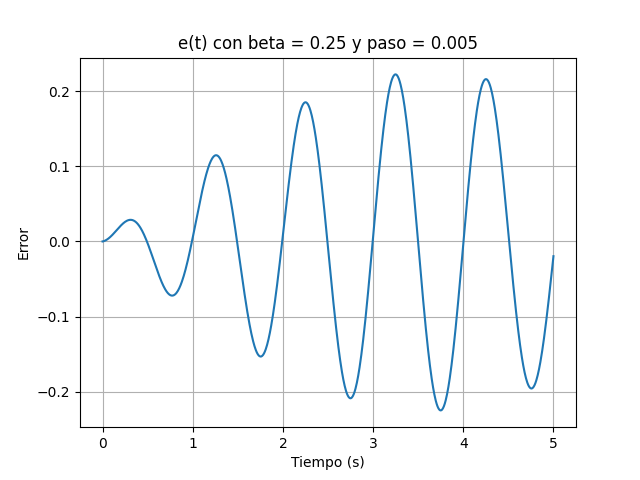 e(t) con beta = 0.25 y paso = 0.005
0.2
0.1
0.0
−0.1
−0.2
Error
0 1 2 3 4 5
Tiempo (s)